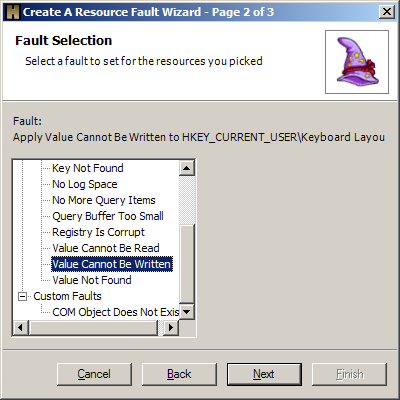 Create A Resource Fault Wizard - Page 2 of 3
Fault Selection
Select a fault to set for the resources you picked
Fault:
Apply Value Cannot Be Written to HKEY_CURRENT_USER\Keyboard Layou
Key Not Found
No Log Space
No More Query Items
Query Buffer Too Small
Registry Is Corrupt
Value Cannot Be Read
Value Cannot Be Written
Value Not Found
Custom Faults
COM Object Does Not Exis
Cancel
Back
Next
Finish